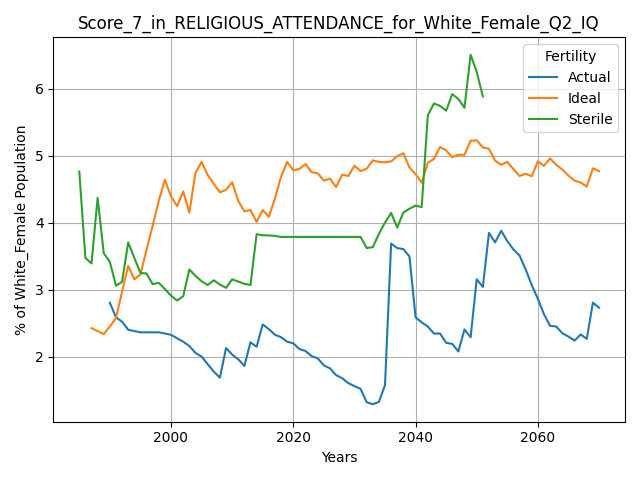 Score_7_in_RELIGIOUS_ATTENDANCE_for_White_Female_Q2_IQ
Fertility
Actual
Ideal
Sterile
% of White_Female Population
6
5
4
3
2
2000 2020 2040 2060
Years